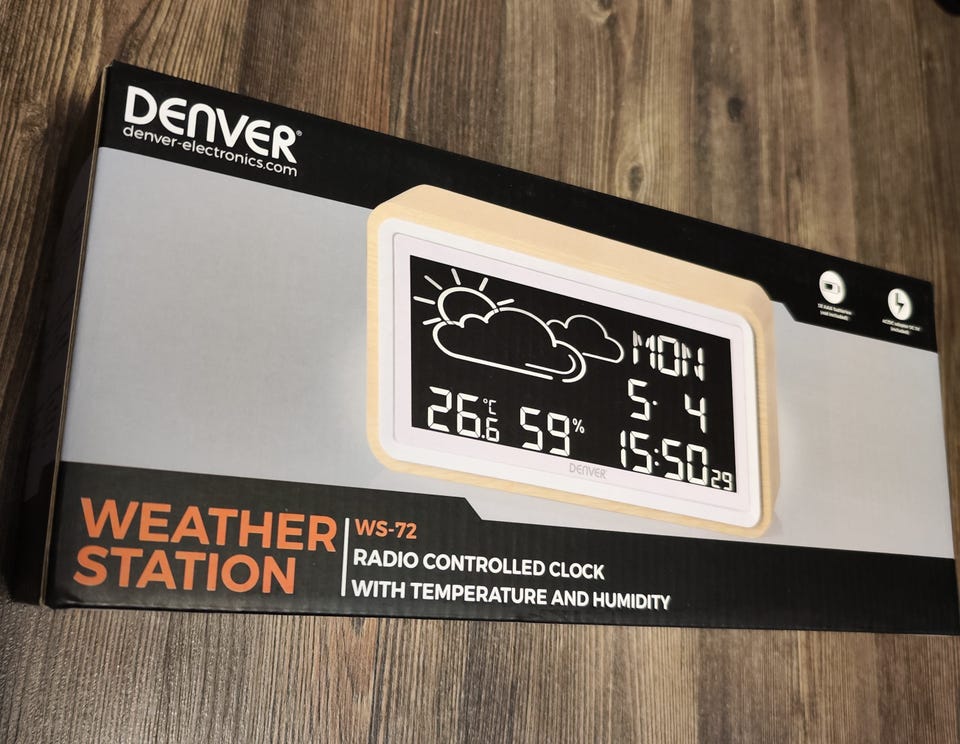 DENVER®
denver-electronics.com
MON
5. 4
26.6 °C 59%
15:50 29
DENVER
WEATHER
STATION
WS-72
RADIO CONTROLLED CLOCK
WITH TEMPERATURE AND HUMIDITY